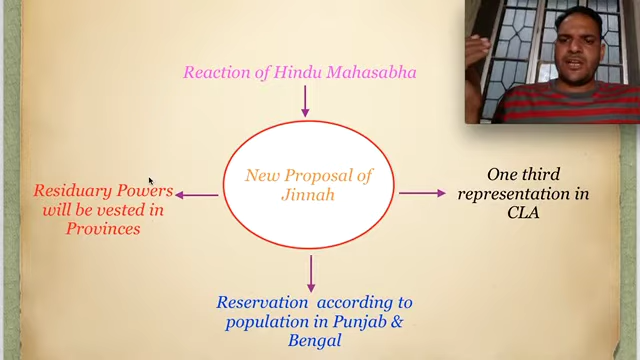 Reaction of Hindu Mahasabha
New Proposal of
Jinnah
Residuary Powers
will be vested in
Provinces
One third
representation in
CLA
Reservation according to
population in Punjab &
Bengal